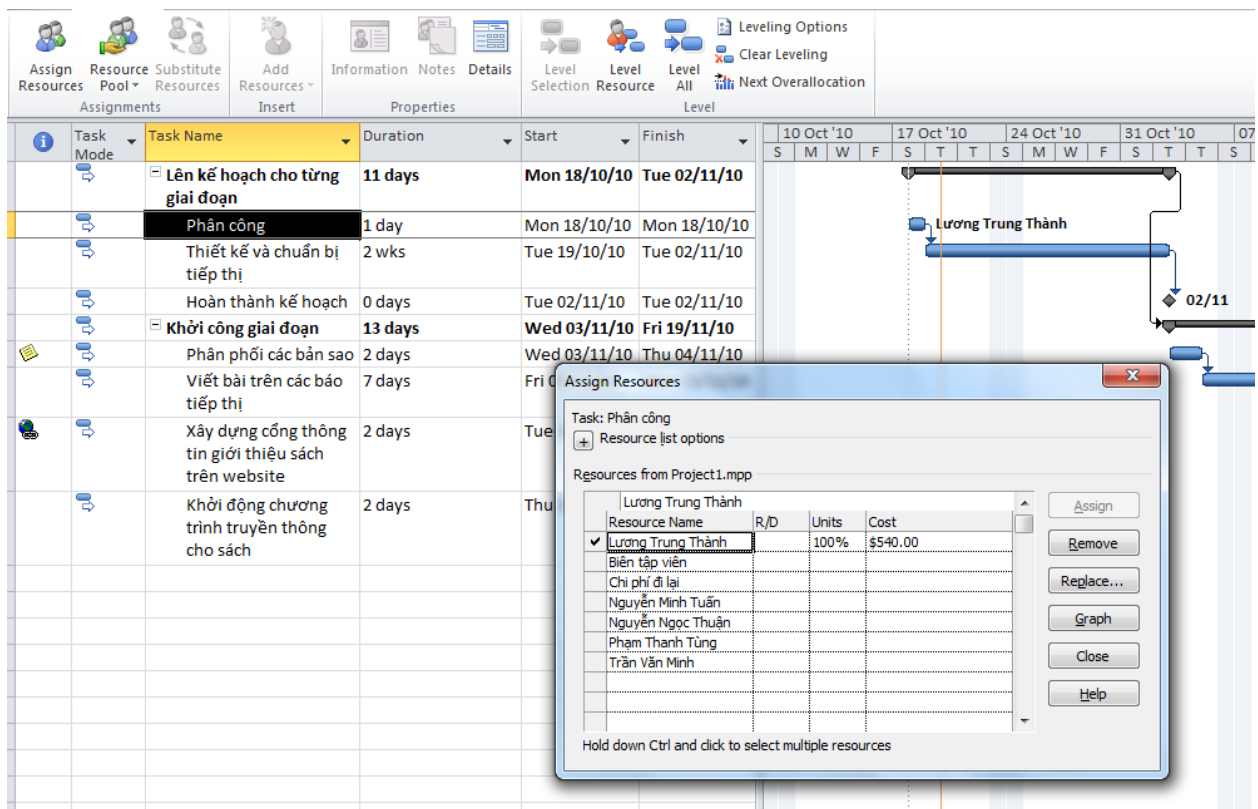 Assign Resources
Resource Pool
Substitute Resources
Add Resources
Information
Notes
Details
Level Selection
Level Resource
Level All
Leveling Options
Clear Leveling
Next Overallocation
Assignments
Insert
Properties
Level
Task Mode
Task Name
Duration
Start
Finish
10 Oct '10
17 Oct '10
24 Oct '10
31 Oct '10
07
S M W F S T T S M W F S T T S
Lên kế hoạch cho từng
giai đoạn
11 days
Mon 18/10/10
Tue 02/11/10
Phân công
1 day
Mon 18/10/10
Mon 18/10/10
Lương Trung Thành
Thiết kế và chuẩn bị
tiếp thị
2 wks
Tue 19/10/10
Tue 02/11/10
Hoàn thành kế hoạch
0 days
Tue 02/11/10
Tue 02/11/10
02/11
Khởi công giai đoạn
13 days
Wed 03/11/10
Fri 19/11/10
Phân phối các bản sao
2 days
Wed 03/11/10
Thu 04/11/10
Viết bài trên các báo
tiếp thị
7 days
Fri
Xây dựng cổng thông
tin giới thiệu sách
trên website
2 days
Tue
Khởi động chương
trình truyền thông
cho sách
2 days
Thu
Assign Resources
Task: Phân công
+ Resource list options
Resources from Project1.mpp
Lương Trung Thành
Resource Name R/D Units Cost
Lương Trung Thành 100% $540.00
Biên tập viên
Chi phí đi lại
Nguyễn Minh Tuấn
Nguyễn Ngọc Thuận
Phạm Thanh Tùng
Trần Văn Minh
Assign
Remove
Replace...
Graph
Close
Help
Hold down Ctrl and click to select multiple resources